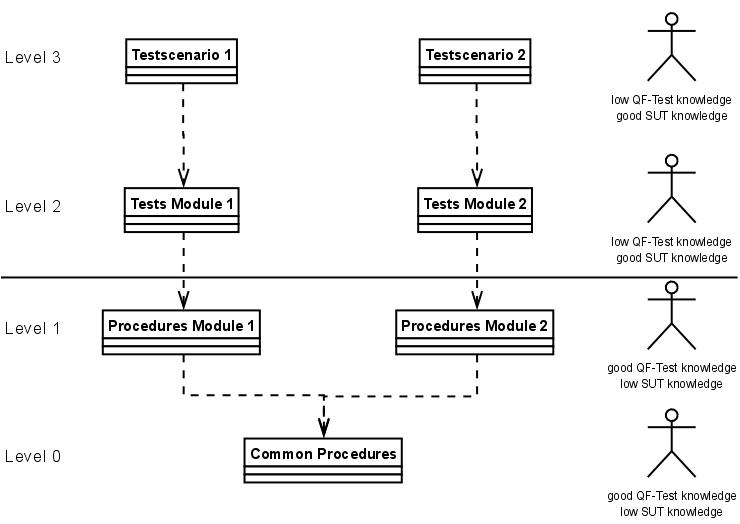 Level 3
Testscenario 1
Testscenario 2
low QF-Test knowledge
good SUT knowledge
Level 2
Tests Module 1
Tests Module 2
low QF-Test knowledge
good SUT knowledge
Level 1
Procedures Module 1
Procedures Module 2
good QF-Test knowledge
low SUT knowledge
Level 0
Common Procedures
good QF-Test knowledge
low SUT knowledge